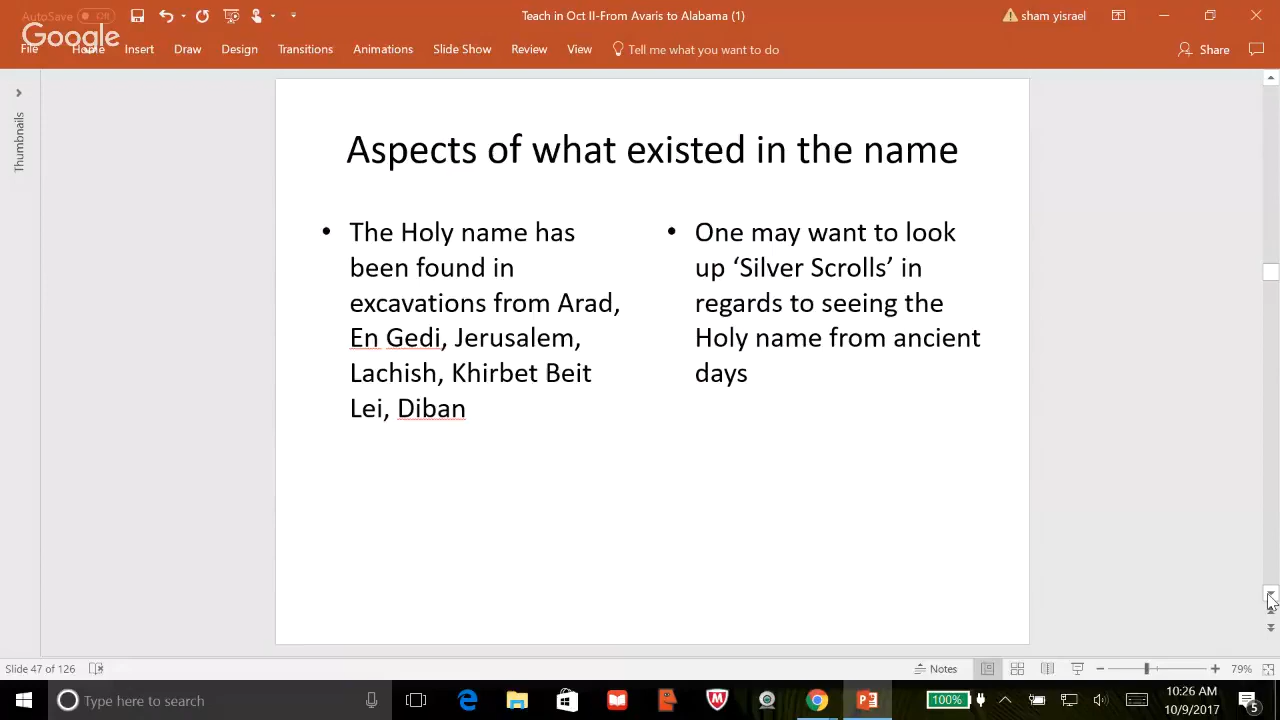 AutoSave Off
Teach in Oct II-From Avaris to Alabama (1)
sham yisrael
Google
File Home Insert Draw Design Transitions Animations Slide Show Review View Tell me what you want to do
Share
Thumbnails
Aspects of what existed in the name
• The Holy name has
been found in
excavations from Arad,
En Gedi, Jerusalem,
Lachish, Khirbet Beit
Lei, Diban
• One may want to look
up ‘Silver Scrolls’ in
regards to seeing the
Holy name from ancient
days
Slide 47 of 126
Notes
79%
Type here to search
100%
10:26 AM
10/9/2017
5